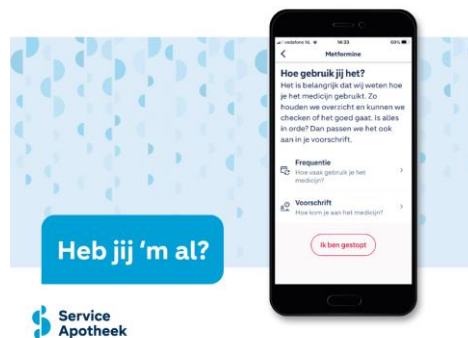 vodafone NL
14:23
69%
Metformine
Hoe gebruik jij het?
Het is belangrijk dat wij weten hoe
je het medicijn gebruikt. Zo
houden we overzicht en kunnen we
checken of het goed gaat. Is alles
in orde? Dan passen we het ook
aan in je voorschrift.
Frequentie
Hoe vaak gebruik je het
medicijn?
Voorschrift
Hoe kom je aan het medicijn?
Ik ben gestopt
Heb jij 'm al?
Service
Apotheek